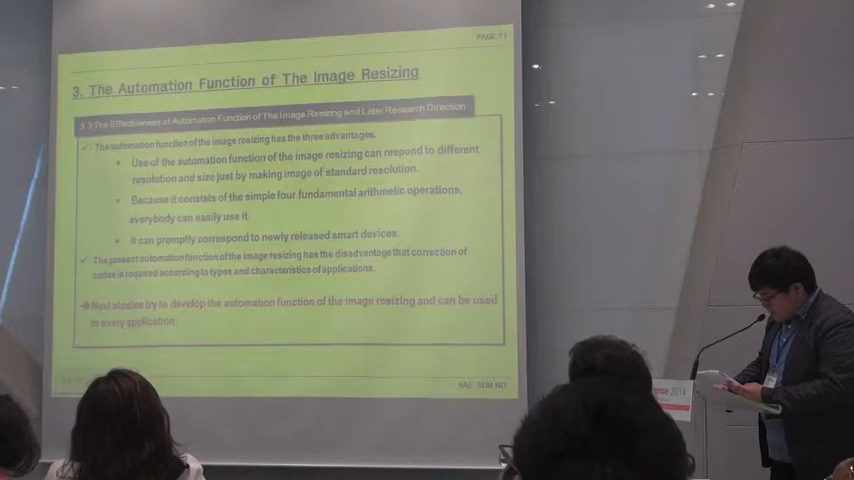 PAGE 11
3. The Automation Function of The Image Resizing
3.3 The Effectiveness of Automation Function of The Image Resizing and Later Research Direction
✓ The automation function of the image resizing has the three advantages.
• Use of the automation function of the image resizing can respond to different
resolution and size just by making image of standard resolution.
• Because it consists of the simple four fundamental arithmetic operations,
everybody can easily use it.
• It can promptly correspond to newly released smart devices.
✓ The present automation function of the image resizing has the disadvantage that correction of
codes is required according to types and characteristics of applications.
➔ Next studies try to develop the automation function of the image resizing and can be used
in every application.
HAE-SUN NO
2014